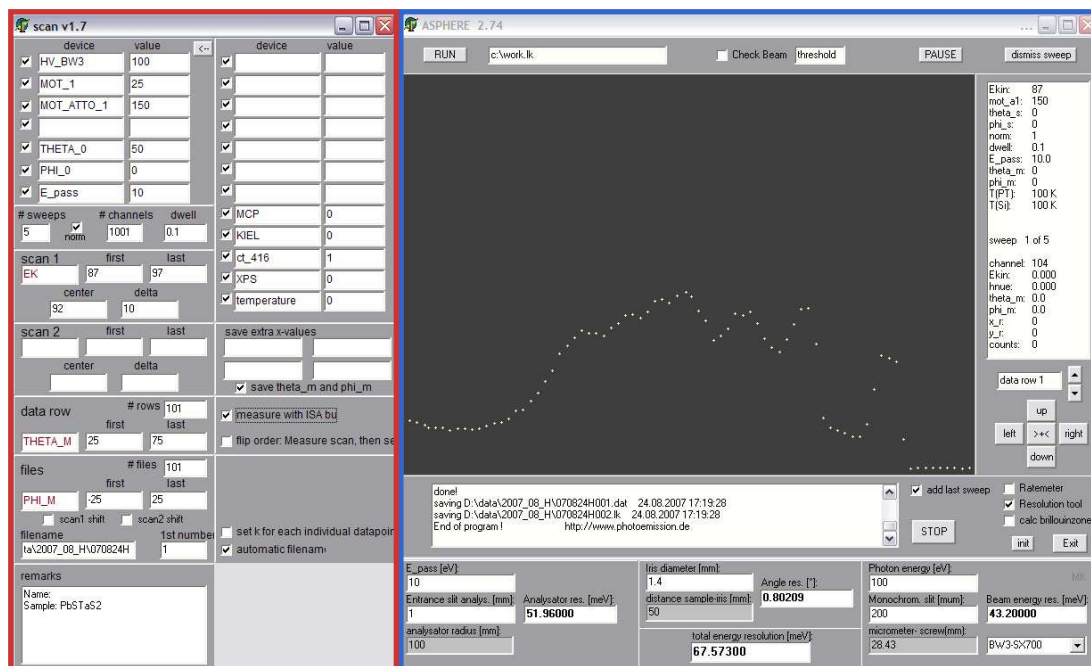 scan v1.7
device value <-- device value
HV_BW3 100
MOT_1 25
MOT_ATTO_1 150
THETA_0 50
PHI_0 0
E_pass 10
# sweeps # channels dwell
5 norm 1001 0.1
MCP 0
KIEL 0
ct_416 1
XPS 0
temperature 0
scan 1 first last
EK 87 97
center delta
92 10
scan 2 first last
center delta
save extra x-values
save theta_m and phi_m
data row # rows 101
first last
THETA_M 25 75
measure with ISA bu
flip order: Measure scan, then se
files # files 101
first last
PHI_M -25 25
scan1 shift scan2 shift
filename 1st number
ta\2007_08_H\070824H 1
set k for each individual datapoin
automatic filename
remarks
Name:
Sample: PbSTaS2
ASPHERE 2.74
RUN c:\work.lk Check Beam threshold PAUSE dismiss sweep
Ekin: 87
mot_a1: 150
theta_s: 0
phi_s: 0
norm: 1
dwell: 0.1
E_pass: 10.0
theta_m: 0
phi_m: 0
T(PT): 100 K
T(Si): 100 K
sweep 1 of 5
channel: 104
Ekin: 0.000
hnue: 0.000
theta_m: 0.0
phi_m: 0.0
x_r: 0
y_r: 0
counts: 0
data row 1
up
left >+< right
down
done!
saving D:\data\2007_08_H\070824H001.dat 24.08.2007 17:19:28
saving D:\data\2007_08_H\070824H002.lk 24.08.2007 17:19:28
End of program ! http://www.photoemission.de
add last sweep
STOP
Ratemeter
Resolution tool
calc brillouinzone
init Exit
E_pass [eV]:
10
Entrance slit analys. [mm]: Analysator res. [meV]:
1 51.96000
analysator radius [mm]:
100
Iris diameter [mm]:
1.4
Angle res. [°]:
distance sample-iris [mm]: 0.80209
50
total energy resolution [meV]:
67.57300
Photon energy [eV]:
100 MK
Monochrom. slit [mum]: Beam energy res. [meV]:
200 43.20000
micrometer- screw[mm]:
28.43 BW3-SX700